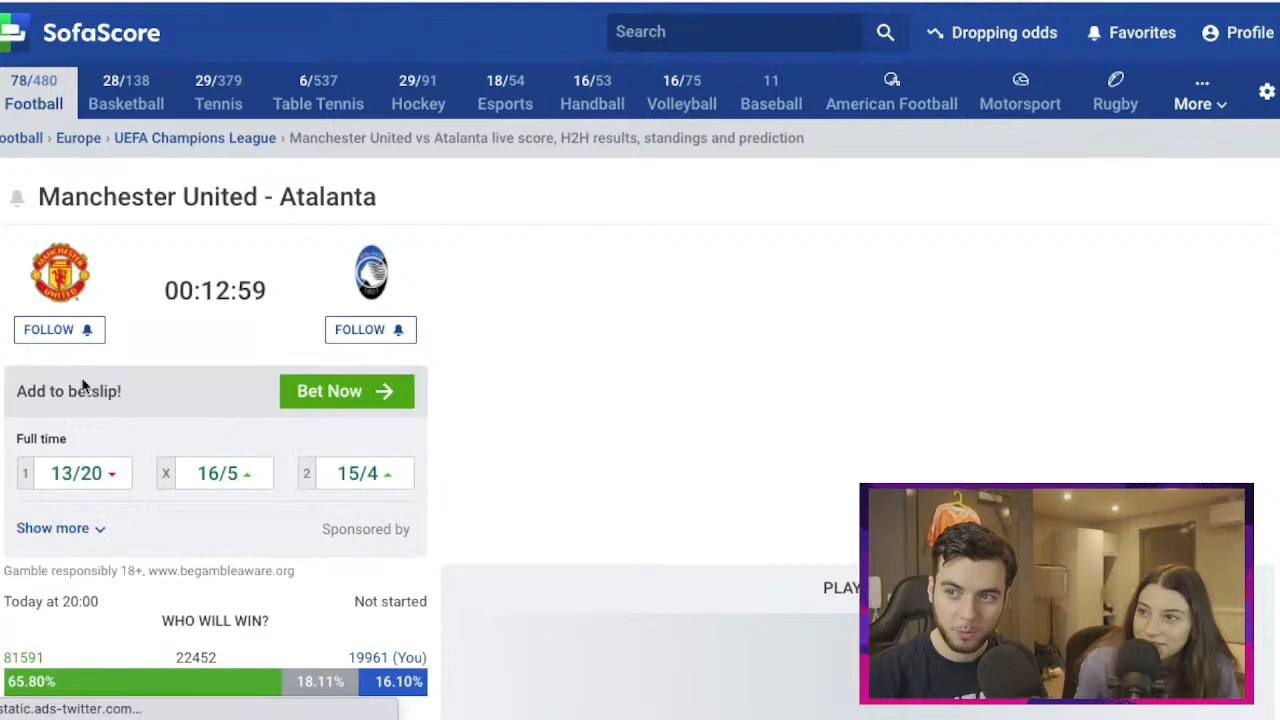 SofaScore
Search
Dropping odds
Favorites
Profile
78/480
Football
28/138
Basketball
29/379
Tennis
6/537
Table Tennis
29/91
Hockey
18/54
Esports
16/53
Handball
16/75
Volleyball
11
Baseball
American Football
Motorsport
Rugby
...
More
ootball › Europe › UEFA Champions League › Manchester United vs Atalanta live score, H2H results, standings and prediction
Manchester United - Atalanta
MANCHESTER
UNITED
00:12:59
FOLLOW
FOLLOW
Add to betslip!
Bet Now
Full time
1 13/20
X 16/5
2 15/4
Show more
Sponsored by
Gamble responsibly 18+, www.begambleaware.org
Today at 20:00
Not started
WHO WILL WIN?
81591
22452
19961 (You)
65.80%
18.11%
16.10%
static.ads-twitter.com...
PLAY